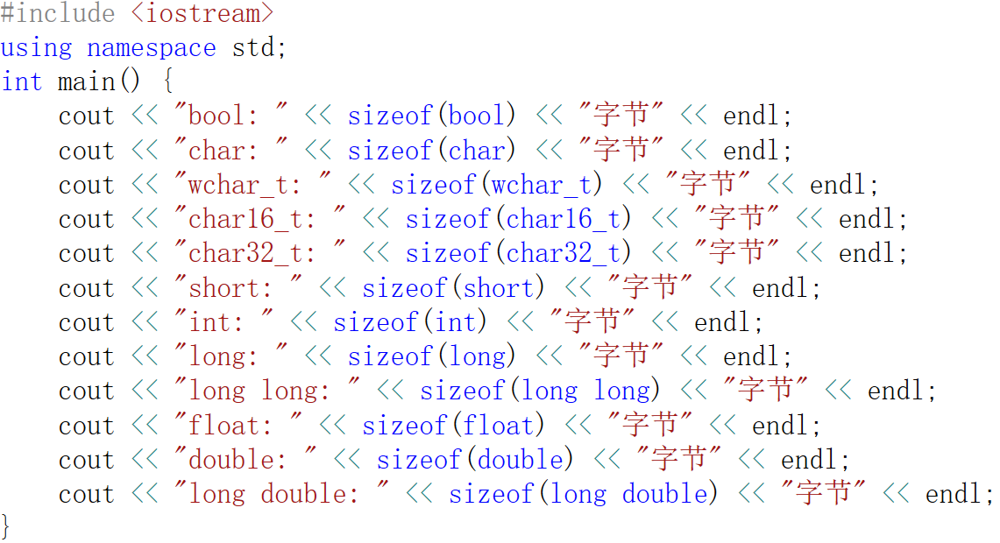 #include <iostream>
using namespace std;
int main() {
    cout << "bool: " << sizeof(bool) << "字节" << endl;
    cout << "char: " << sizeof(char) << "字节" << endl;
    cout << "wchar_t: " << sizeof(wchar_t) << "字节" << endl;
    cout << "char16_t: " << sizeof(char16_t) << "字节" << endl;
    cout << "char32_t: " << sizeof(char32_t) << "字节" << endl;
    cout << "short: " << sizeof(short) << "字节" << endl;
    cout << "int: " << sizeof(int) << "字节" << endl;
    cout << "long: " << sizeof(long) << "字节" << endl;
    cout << "long long: " << sizeof(long long) << "字节" << endl;
    cout << "float: " << sizeof(float) << "字节" << endl;
    cout << "double: " << sizeof(double) << "字节" << endl;
    cout << "long double: " << sizeof(long double) << "字节" << endl;
}